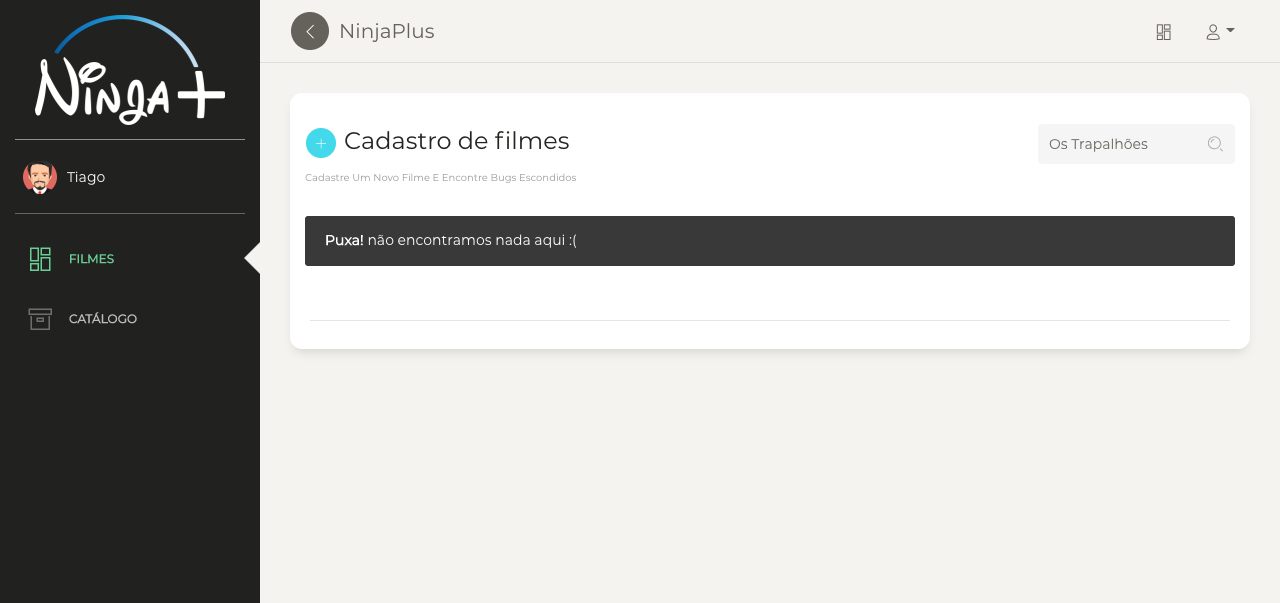 Ninja+
Tiago
FILMES
CATÁLOGO
NinjaPlus
Cadastro de filmes
Os Trapalhões
Cadastre Um Novo Filme E Encontre Bugs Escondidos
Puxa! não encontramos nada aqui :(